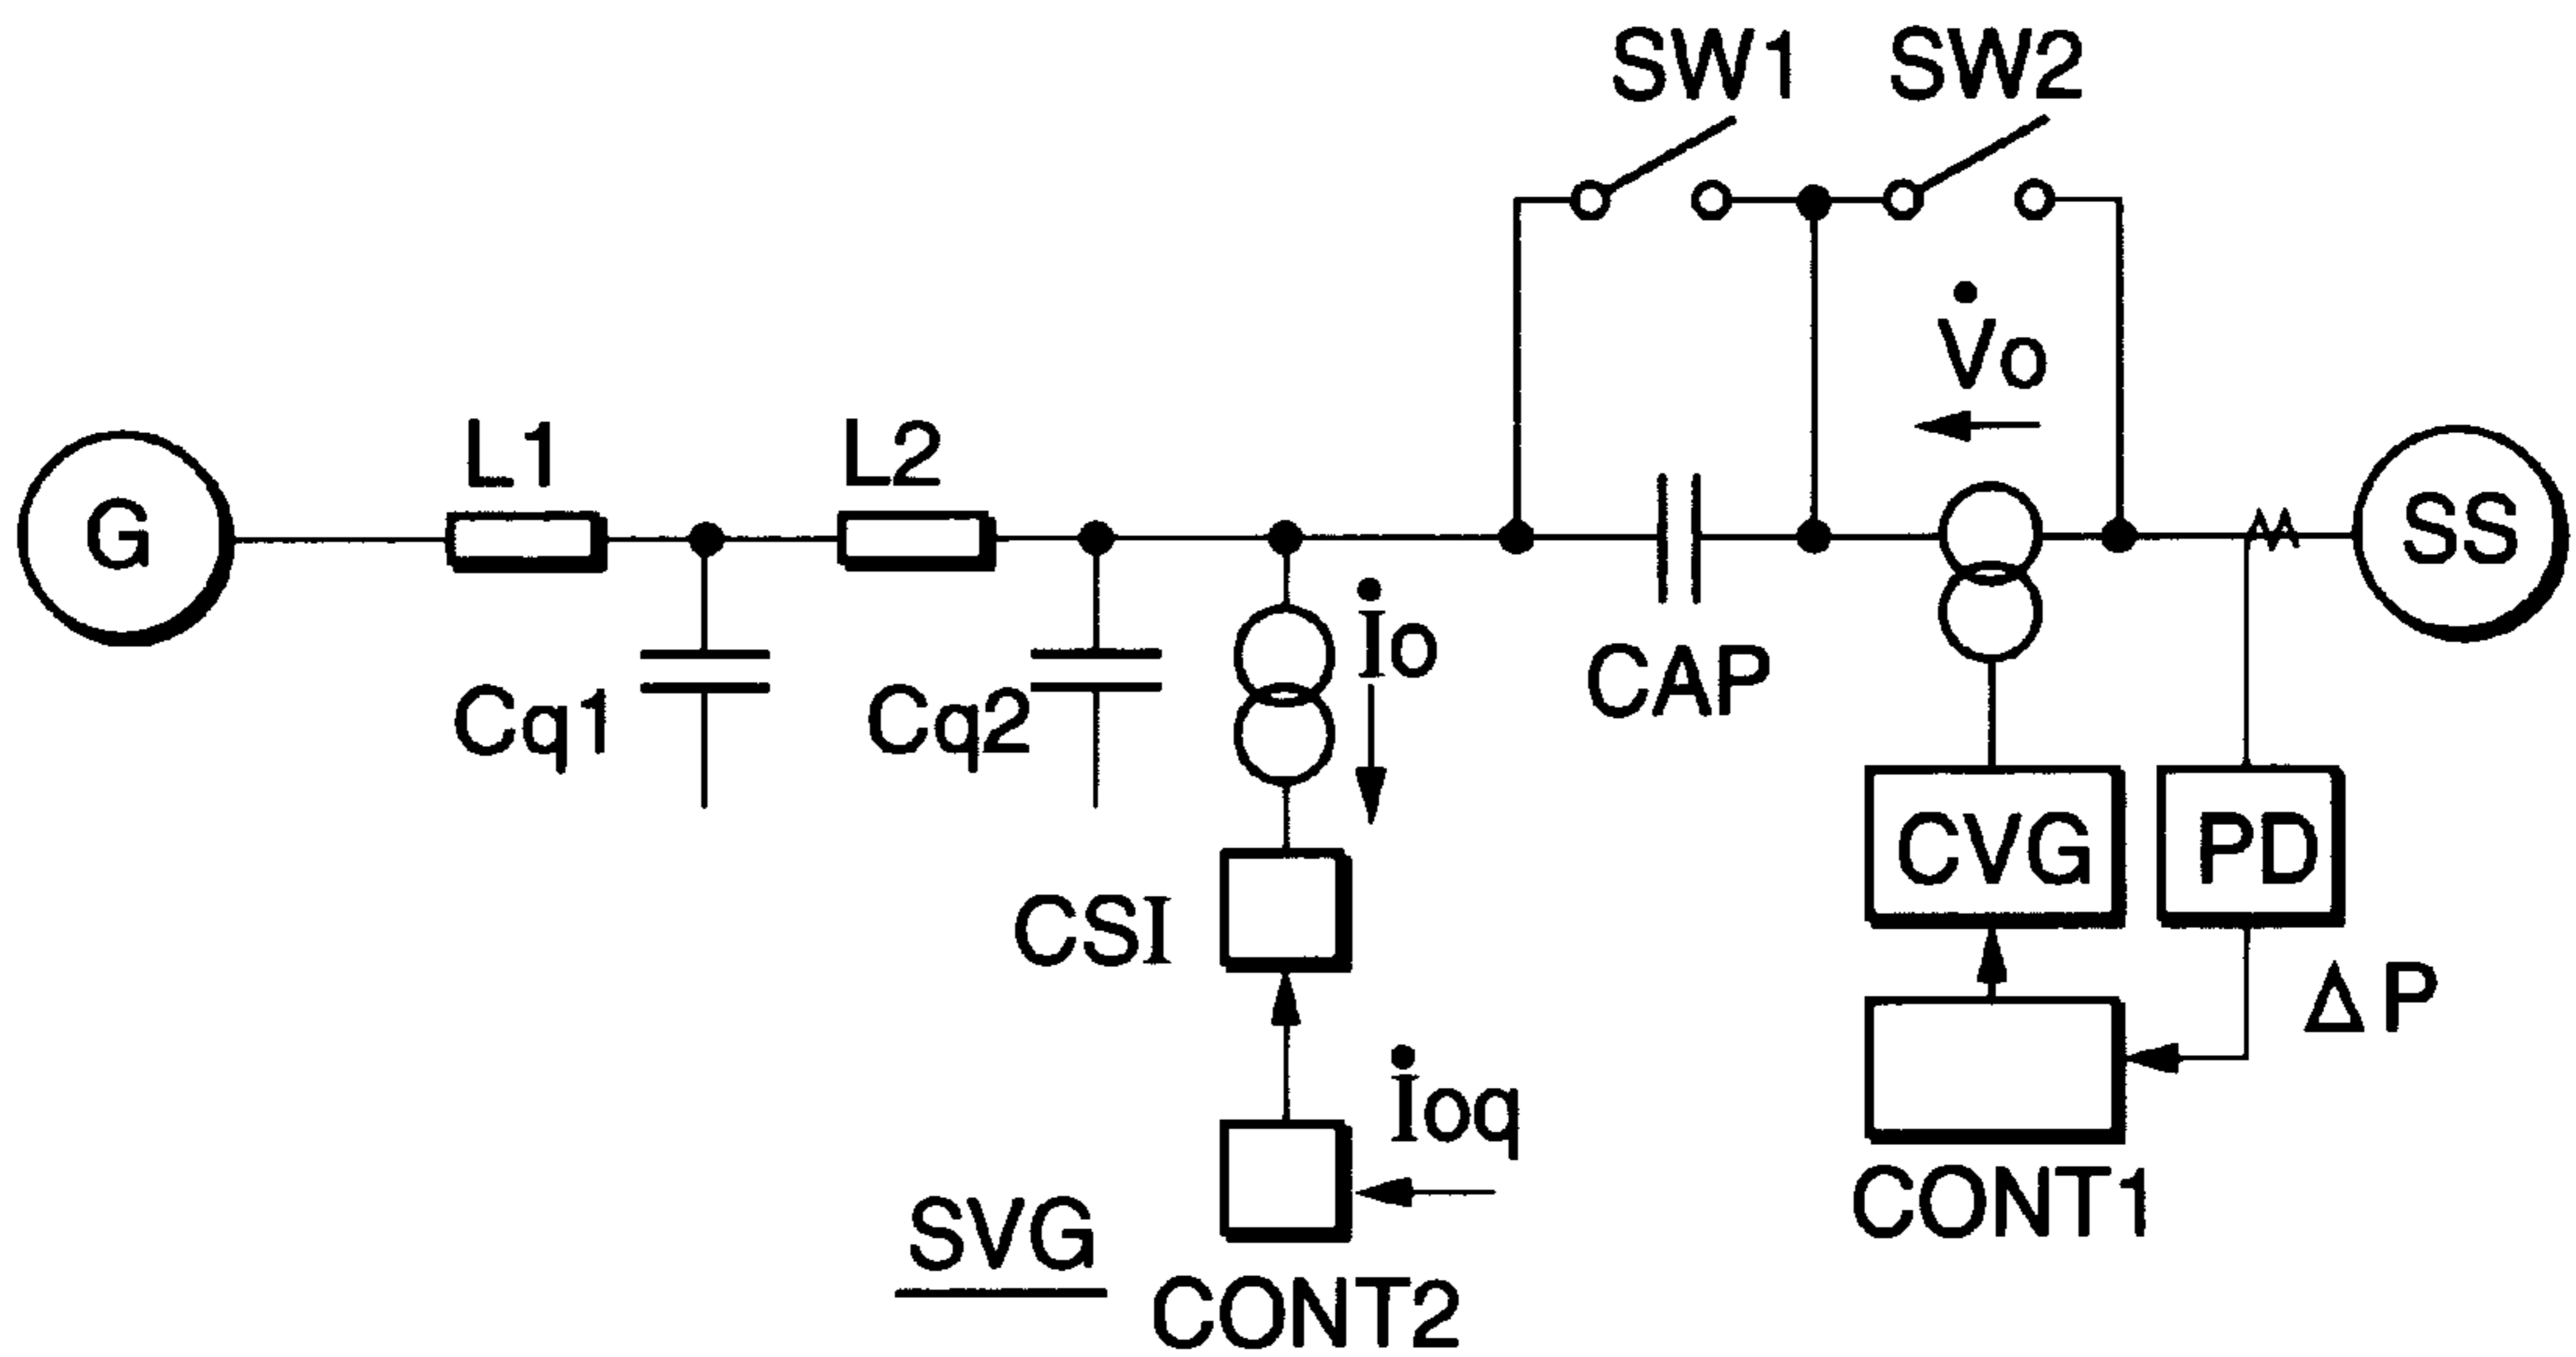 SW1 SW2
V̇o
L1 L2
G SS
İo
CAP
Cq1 Cq2
CVG PD
CSI
ΔP
İoq
CONT1
SVG
CONT2